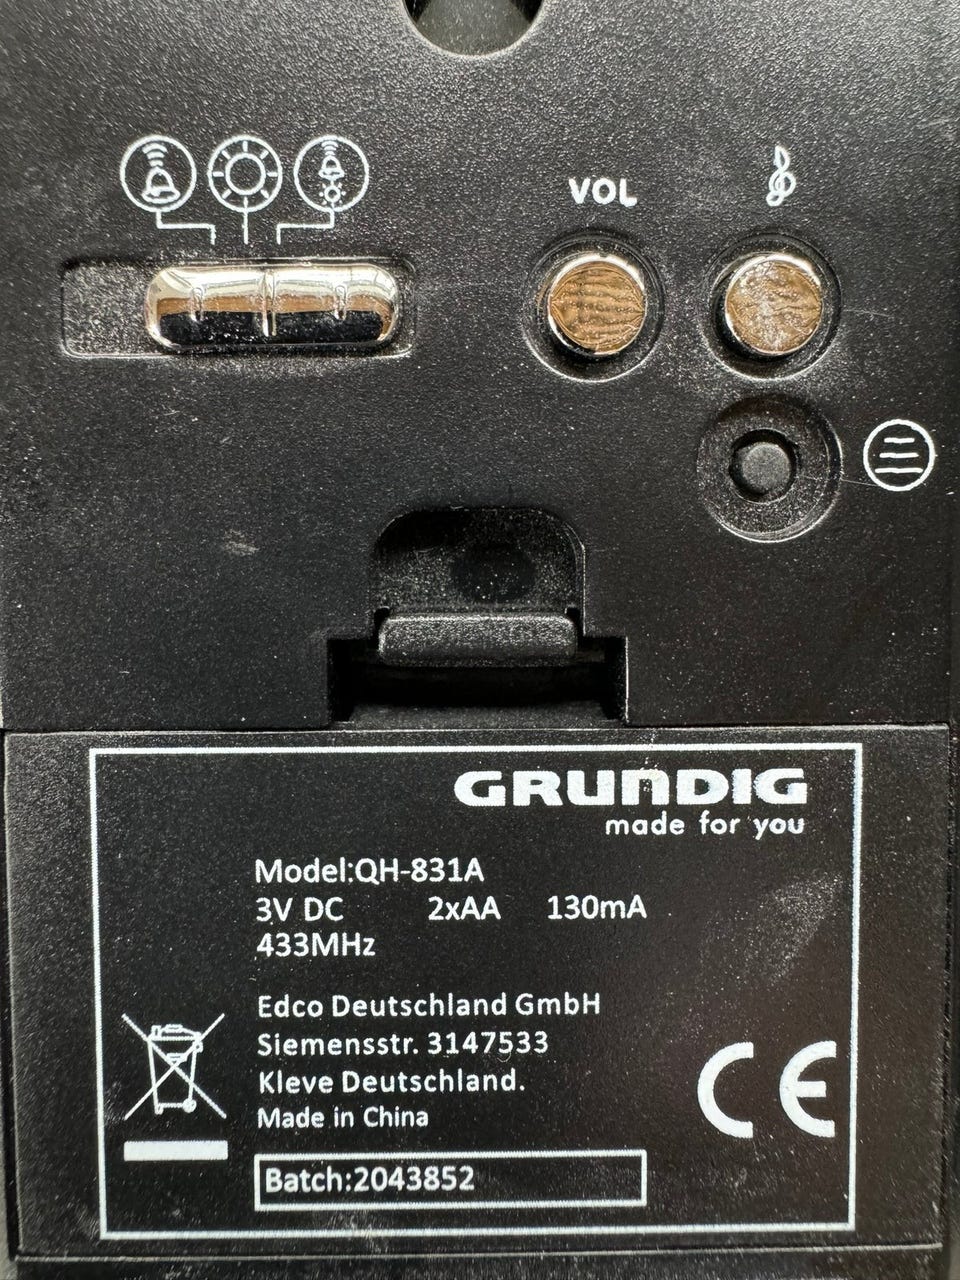 VOL
GRUNDIG
made for you
Model:QH-831A
3V DC 2xAA 130mA
433MHz
Edco Deutschland GmbH
Siemensstr. 3147533
Kleve Deutschland.
Made in China
CE
Batch:2043852